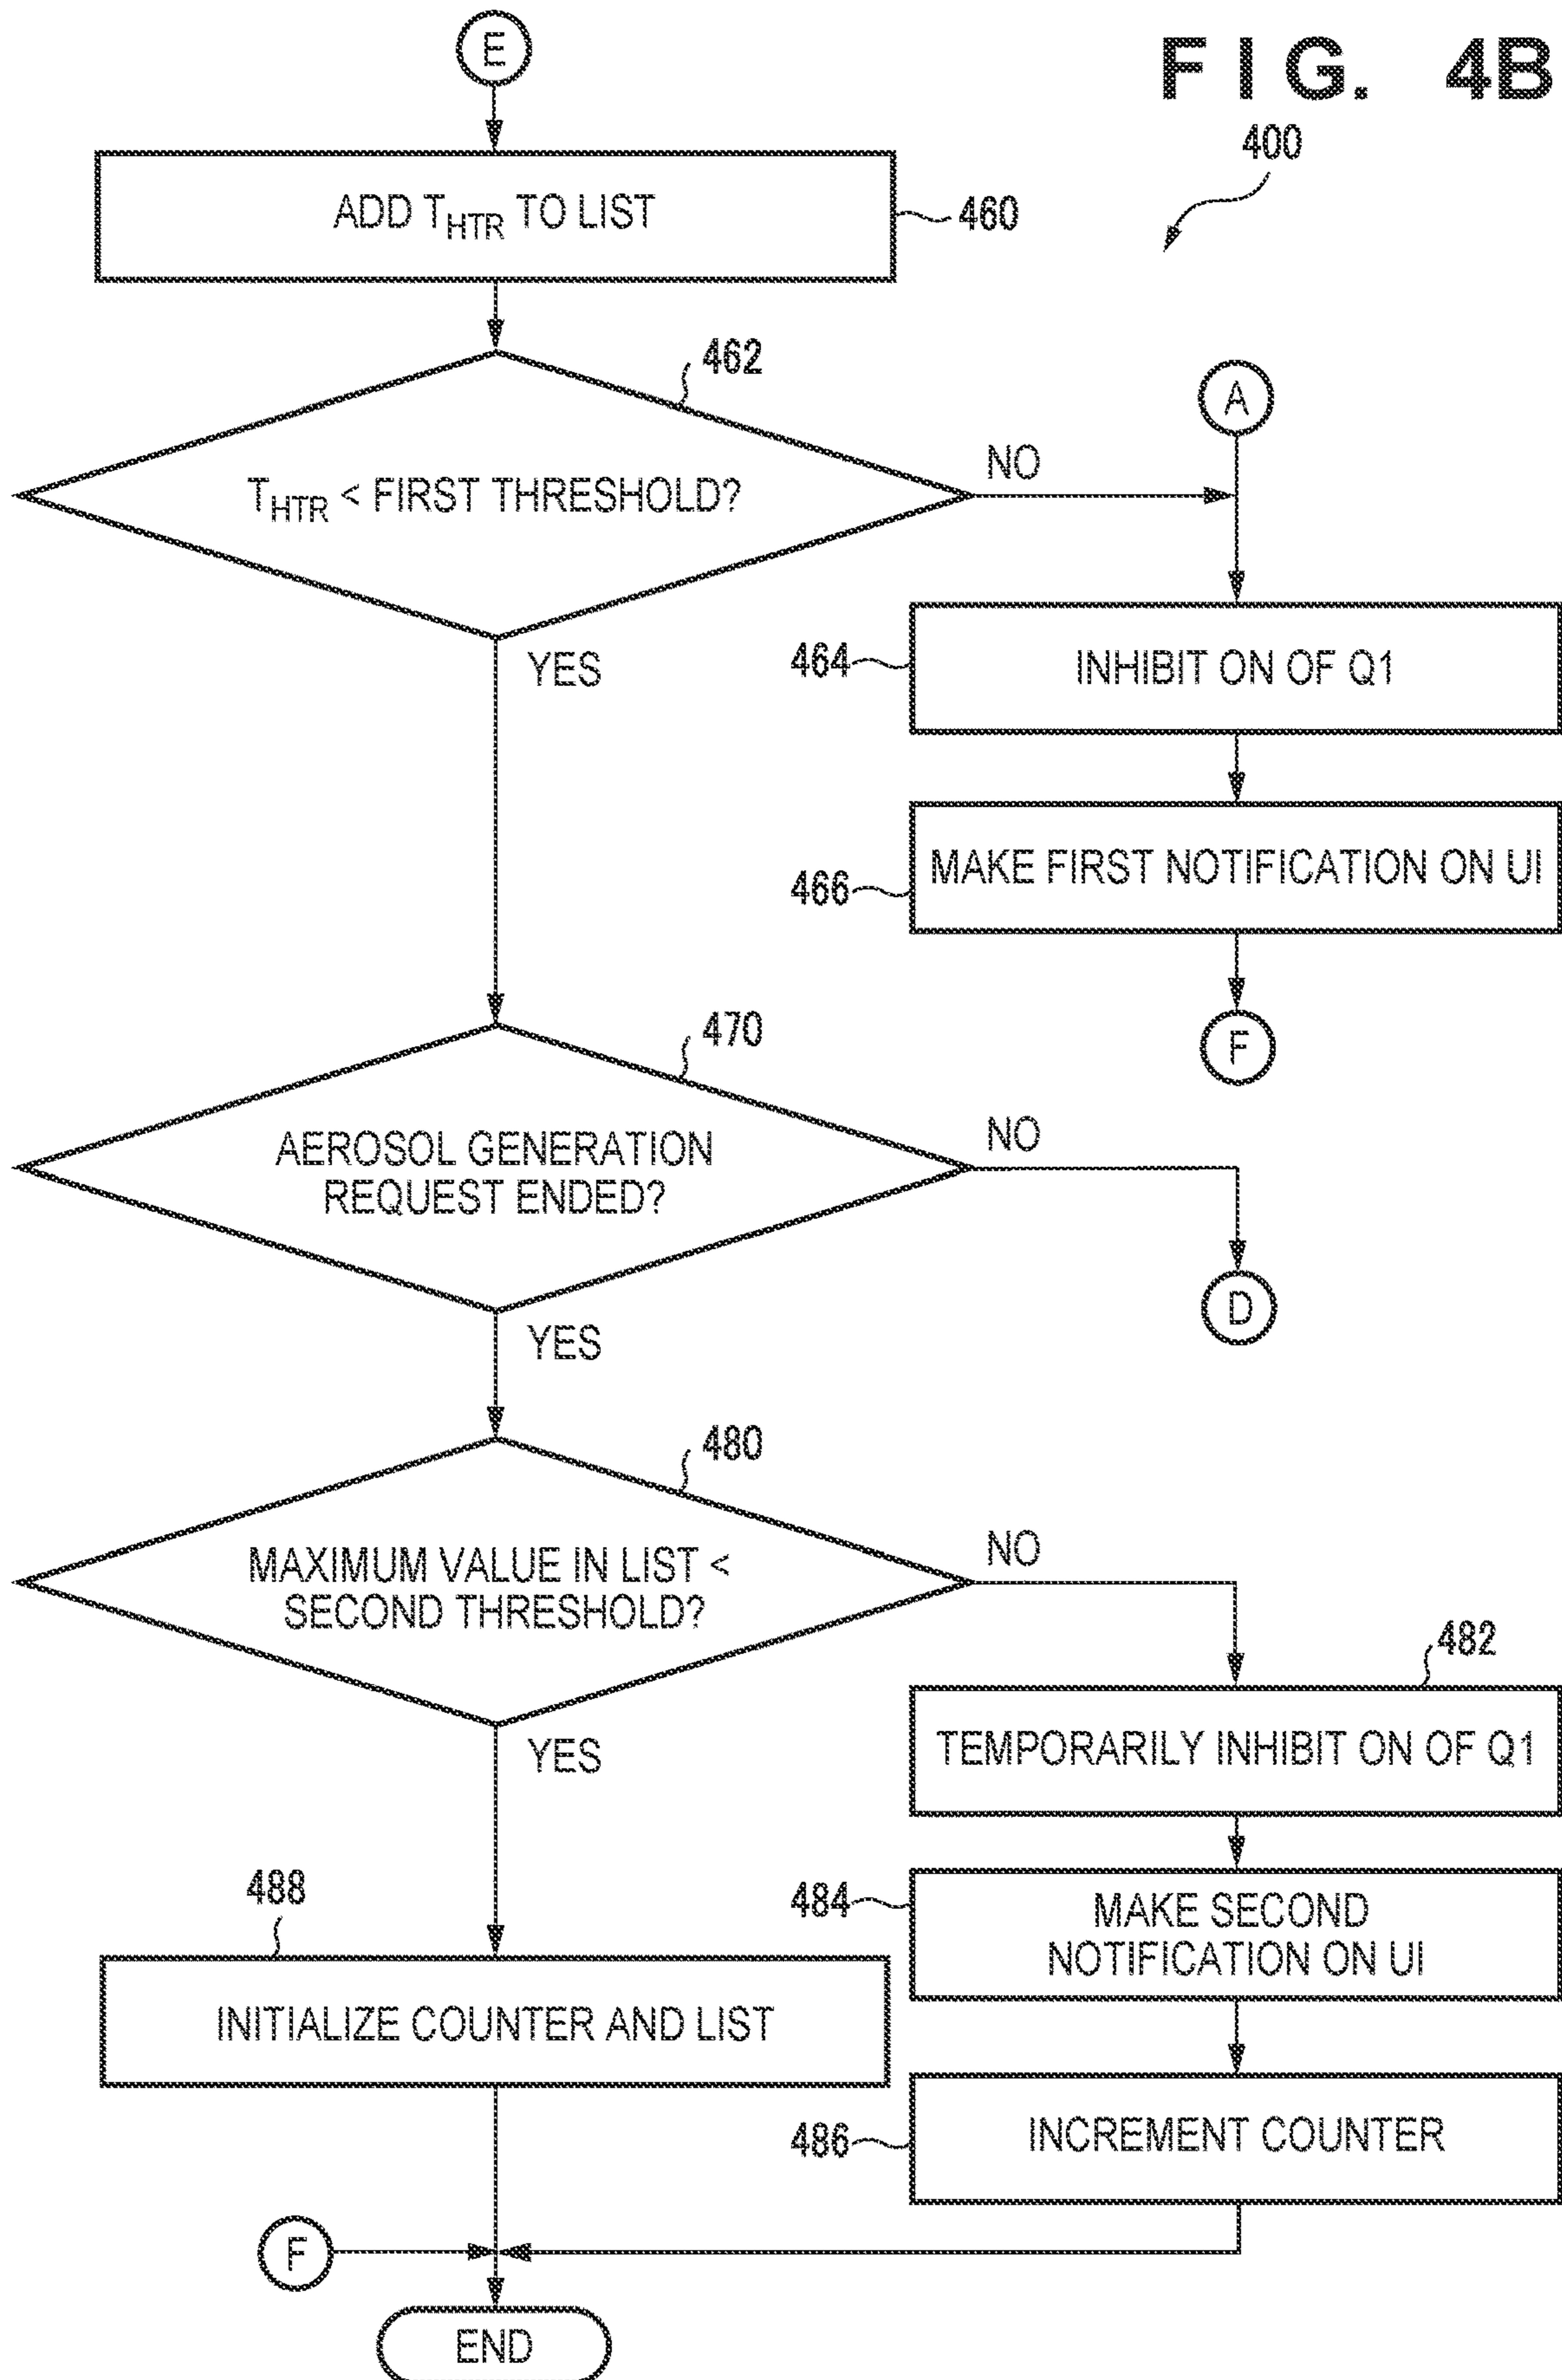 FIG. 4B
E
400
ADD T_HTR TO LIST
460
462
A
T_HTR < FIRST THRESHOLD?
NO
YES
464
INHIBIT ON OF Q1
466
MAKE FIRST NOTIFICATION ON UI
F
470
AEROSOL GENERATION
REQUEST ENDED?
NO
D
YES
480
MAXIMUM VALUE IN LIST <
SECOND THRESHOLD?
NO
482
TEMPORARILY INHIBIT ON OF Q1
YES
484
MAKE SECOND
NOTIFICATION ON UI
488
INITIALIZE COUNTER AND LIST
486
INCREMENT COUNTER
F
END